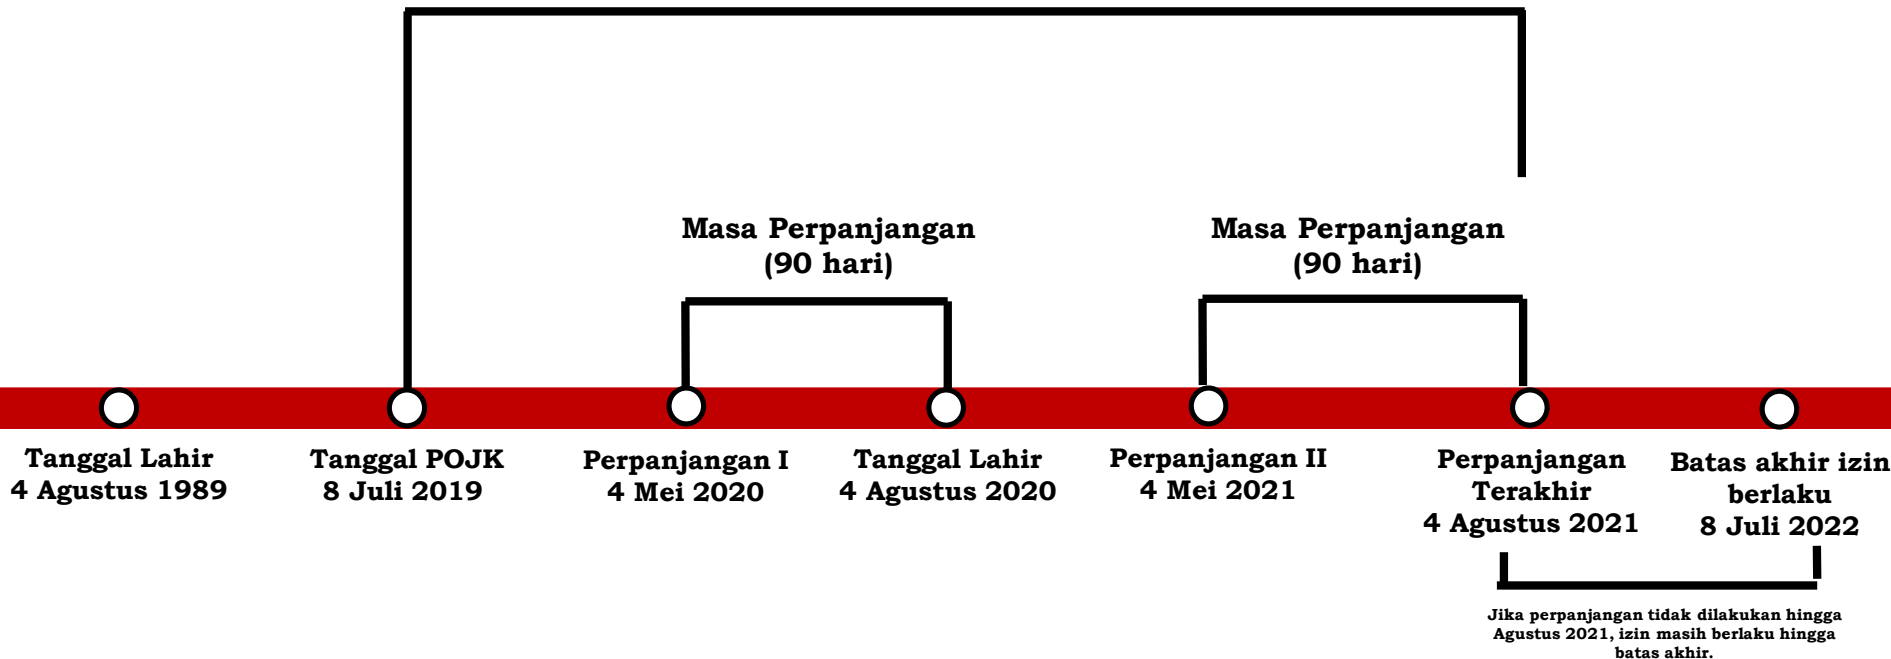 Masa Perpanjangan
(90 hari)
Masa Perpanjangan
(90 hari)
Tanggal Lahir
4 Agustus 1989
Tanggal POJK
8 Juli 2019
Perpanjangan I
4 Mei 2020
Tanggal Lahir
4 Agustus 2020
Perpanjangan II
4 Mei 2021
Perpanjangan
Terakhir
4 Agustus 2021
Batas akhir izin
berlaku
8 Juli 2022
Jika perpanjangan tidak dilakukan hingga
Agustus 2021, izin masih berlaku hingga
batas akhir.